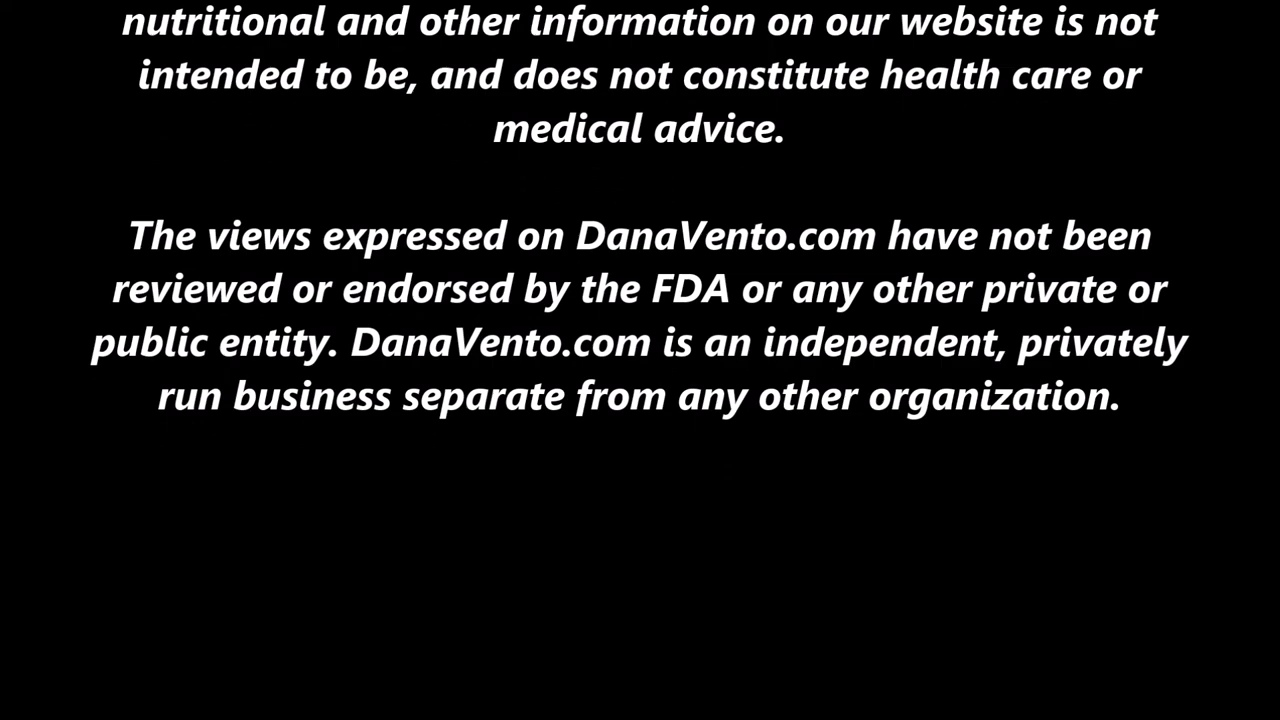 nutritional and other information on our website is not
intended to be, and does not constitute health care or
medical advice.
The views expressed on DanaVento.com have not been
reviewed or endorsed by the FDA or any other private or
public entity. DanaVento.com is an independent, privately
run business separate from any other organization.